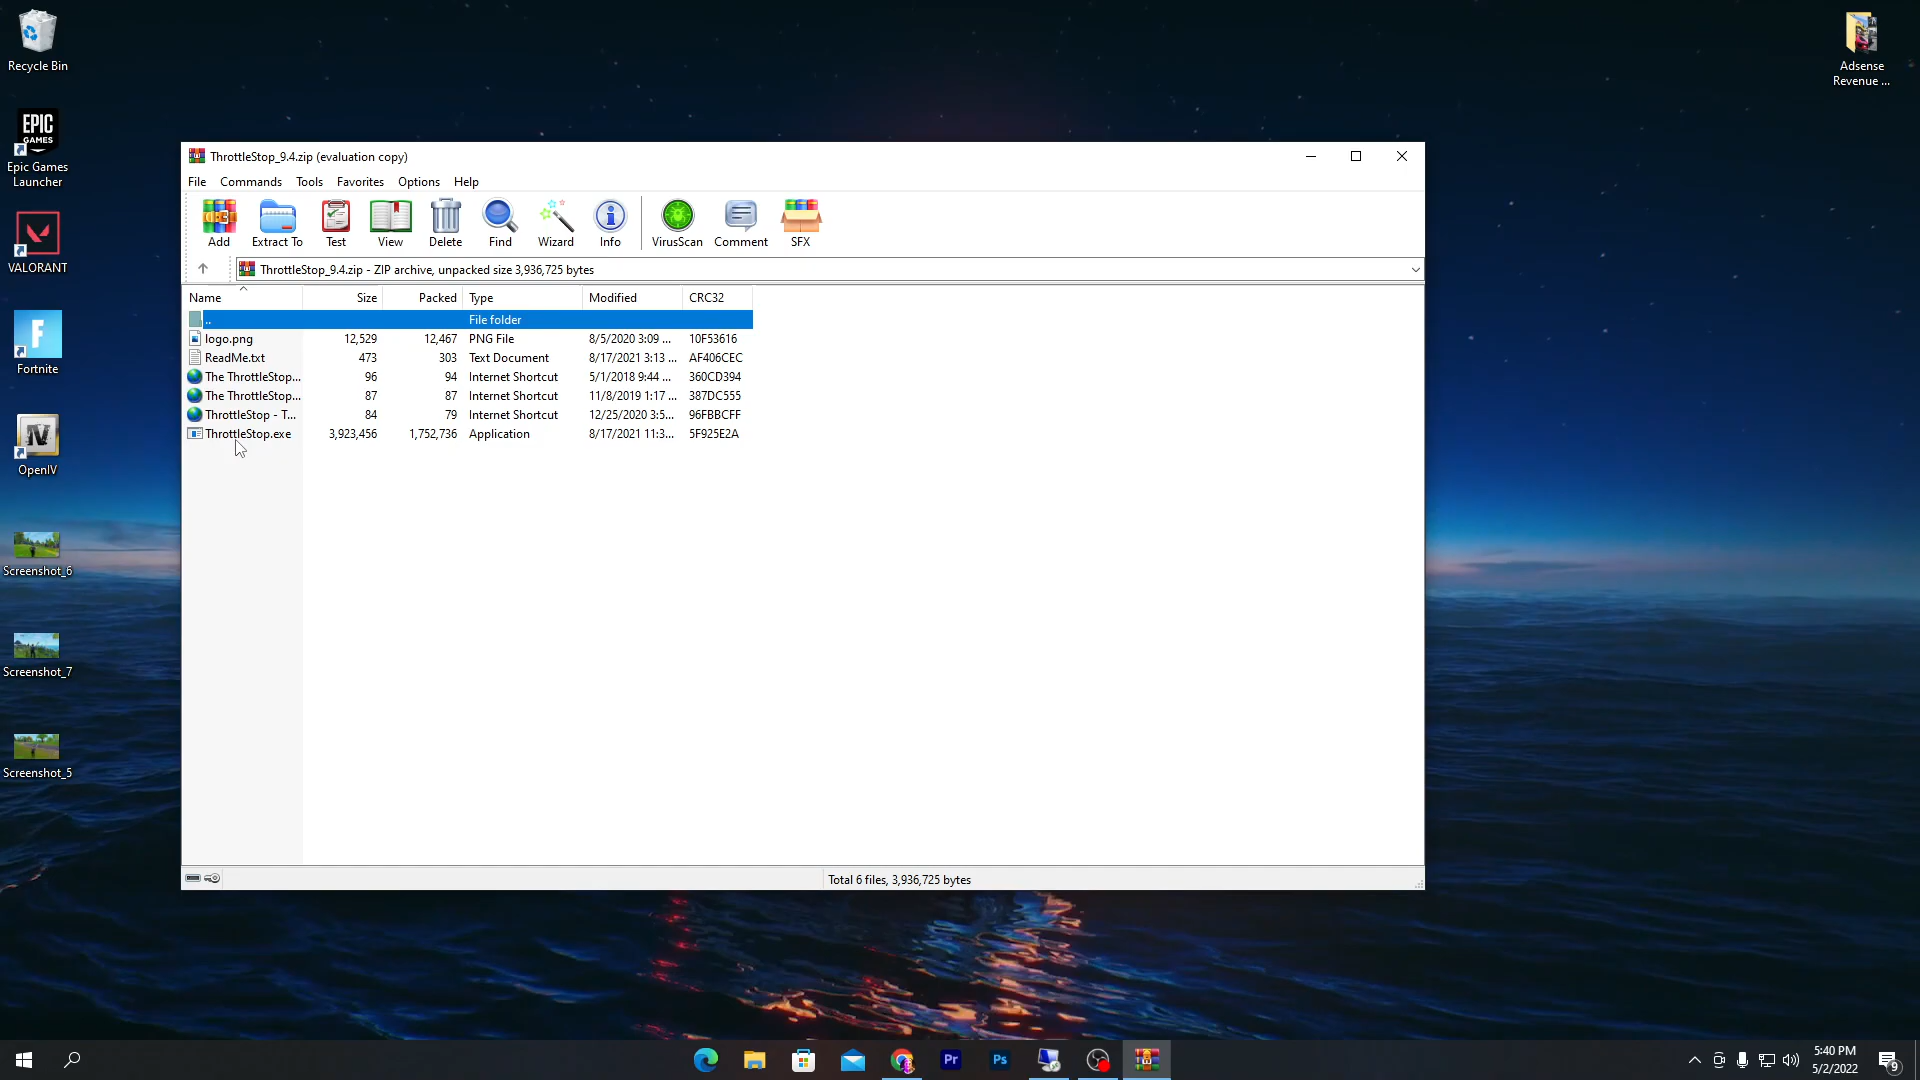 Recycle Bin
EPIC
GAMES
Epic Games
Launcher
VALORANT
Fortnite
OpenIV
Screenshot_6
Screenshot_7
Screenshot_5
Adsense
Revenue ...
ThrottleStop_9.4.zip (evaluation copy)
File Commands Tools Favorites Options Help
Add Extract To Test View Delete Find Wizard Info VirusScan Comment SFX
ThrottleStop_9.4.zip - ZIP archive, unpacked size 3,936,725 bytes
Name Size Packed Type Modified CRC32
.. File folder
logo.png 12,529 12,467 PNG File 8/5/2020 3:09 ... 10F53616
ReadMe.txt 473 303 Text Document 8/17/2021 3:13 ... AF406CEC
The ThrottleStop... 96 94 Internet Shortcut 5/1/2018 9:44 ... 360CD394
The ThrottleStop... 87 87 Internet Shortcut 11/8/2019 1:17 ... 387DC555
ThrottleStop - T... 84 79 Internet Shortcut 12/25/2020 3:5... 96FBBCFF
ThrottleStop.exe 3,923,456 1,752,736 Application 8/17/2021 11:3... 5F925E2A
Total 6 files, 3,936,725 bytes
Pr
Ps
5:40 PM
5/2/2022
9